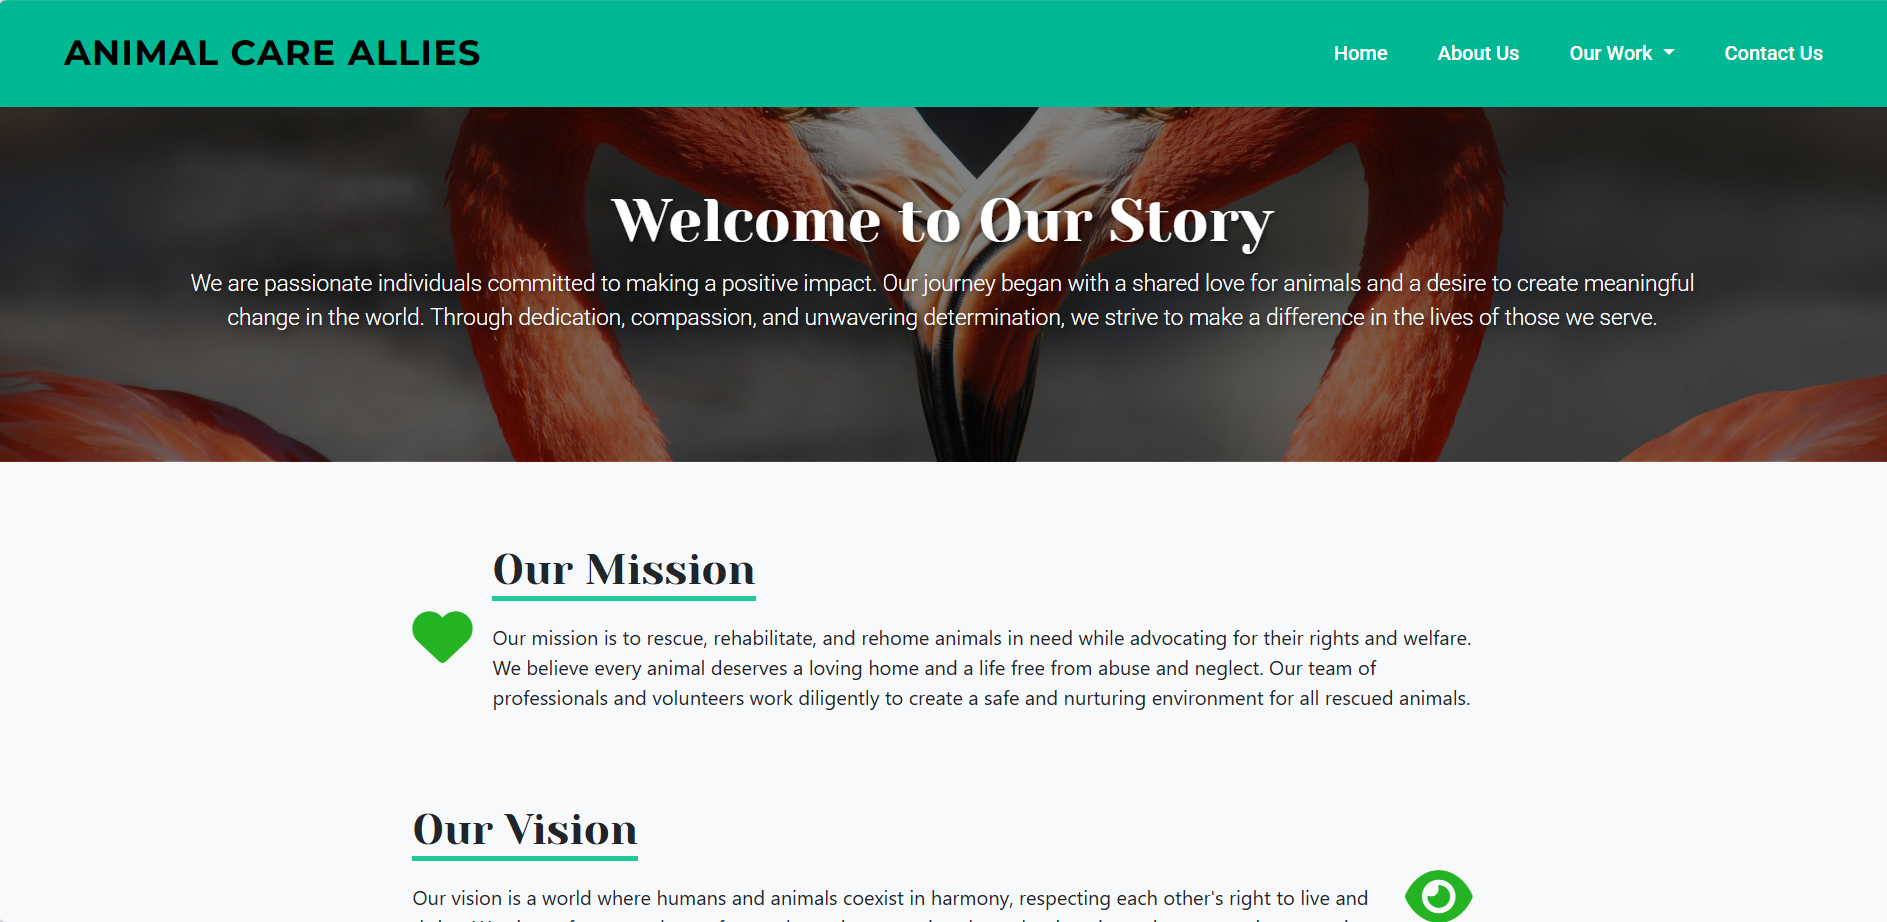 ANIMAL CARE ALLIES
Home
About Us
Our Work
Contact Us
Welcome to Our Story
We are passionate individuals committed to making a positive impact. Our journey began with a shared love for animals and a desire to create meaningful
change in the world. Through dedication, compassion, and unwavering determination, we strive to make a difference in the lives of those we serve.
Our Mission
Our mission is to rescue, rehabilitate, and rehome animals in need while advocating for their rights and welfare.
We believe every animal deserves a loving home and a life free from abuse and neglect. Our team of
professionals and volunteers work diligently to create a safe and nurturing environment for all rescued animals.
Our Vision
Our vision is a world where humans and animals coexist in harmony, respecting each other's right to live and